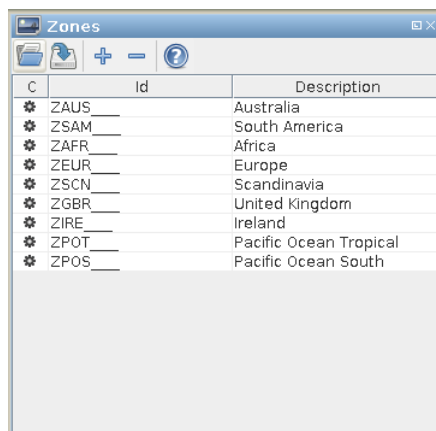 Zones
C Id Description
ZAUS___ Australia
ZSAM___ South America
ZAFR___ Africa
ZEUR___ Europe
ZSCN___ Scandinavia
ZGBR___ United Kingdom
ZIRE___ Ireland
ZPOT___ Pacific Ocean Tropical
ZPOS___ Pacific Ocean South